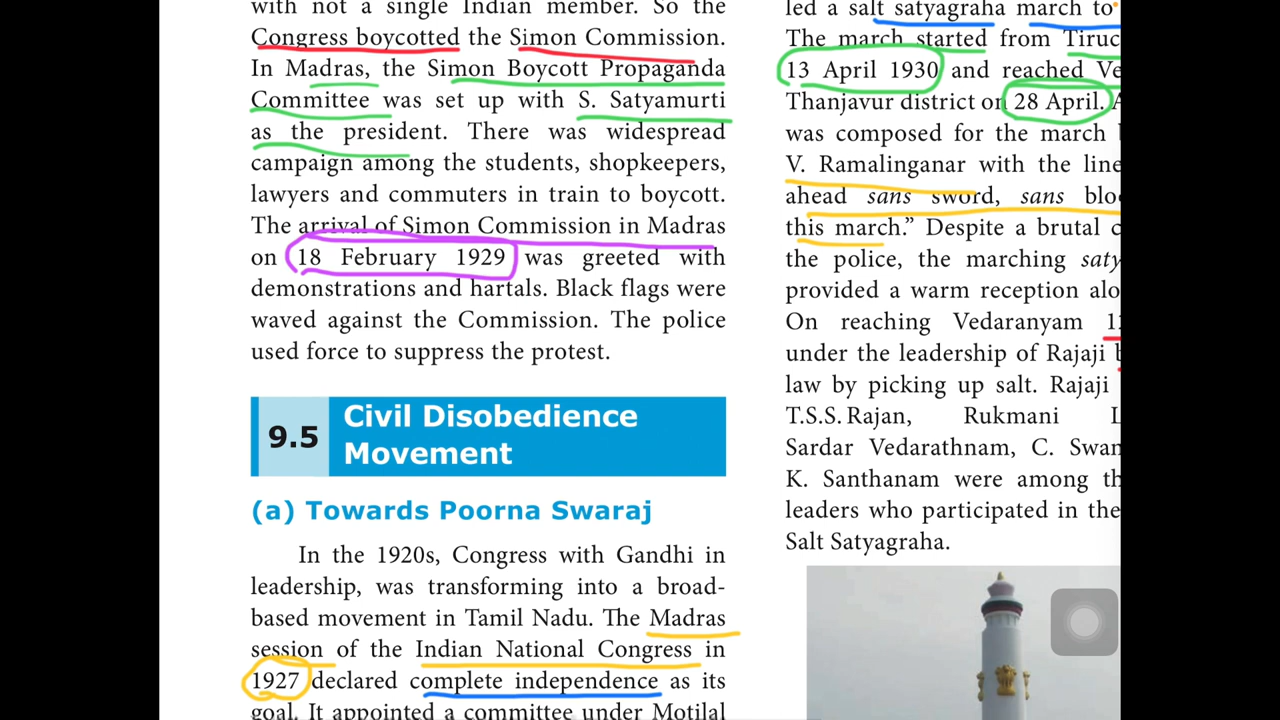 with not a single Indian member. So the
Congress boycotted the Simon Commission.
In Madras, the Simon Boycott Propaganda
Committee was set up with S. Satyamurti
as the president. There was widespread
campaign among the students, shopkeepers,
lawyers and commuters in train to boycott.
The arrival of Simon Commission in Madras
on 18 February 1929 was greeted with
demonstrations and hartals. Black flags were
waved against the Commission. The police
used force to suppress the protest.
9.5 Civil Disobedience
Movement
(a) Towards Poorna Swaraj
In the 1920s, Congress with Gandhi in
leadership, was transforming into a broad-
based movement in Tamil Nadu. The Madras
session of the Indian National Congress in
1927 declared complete independence as its
goal. It appointed a committee under Motilal
led a salt satyagraha march to
The march started from
13 April 1930 and reached
Thanjavur district on 28 April.
was composed for the march
V. Ramalinganar with the line
ahead sans sword, sans
this march.” Despite a brutal
the police, the marching
provided a warm reception
On reaching Vedaranyam
under the leadership of Rajaji
law by picking up salt. Rajaji
T.S.S. Rajan, Rukmani
Sardar Vedarathnam, C.
K. Santhanam were among
leaders who participated in the
Salt Satyagraha.